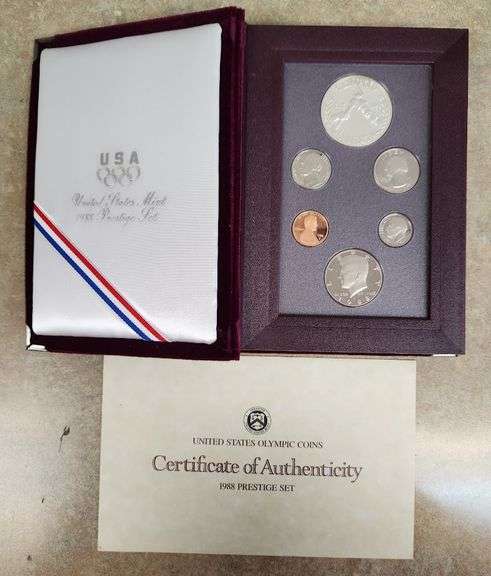 USA
United States Mint
1988 Prestige Set
UNITED STATES OLYMPIC COINS
Certificate of Authenticity
1988 PRESTIGE SET